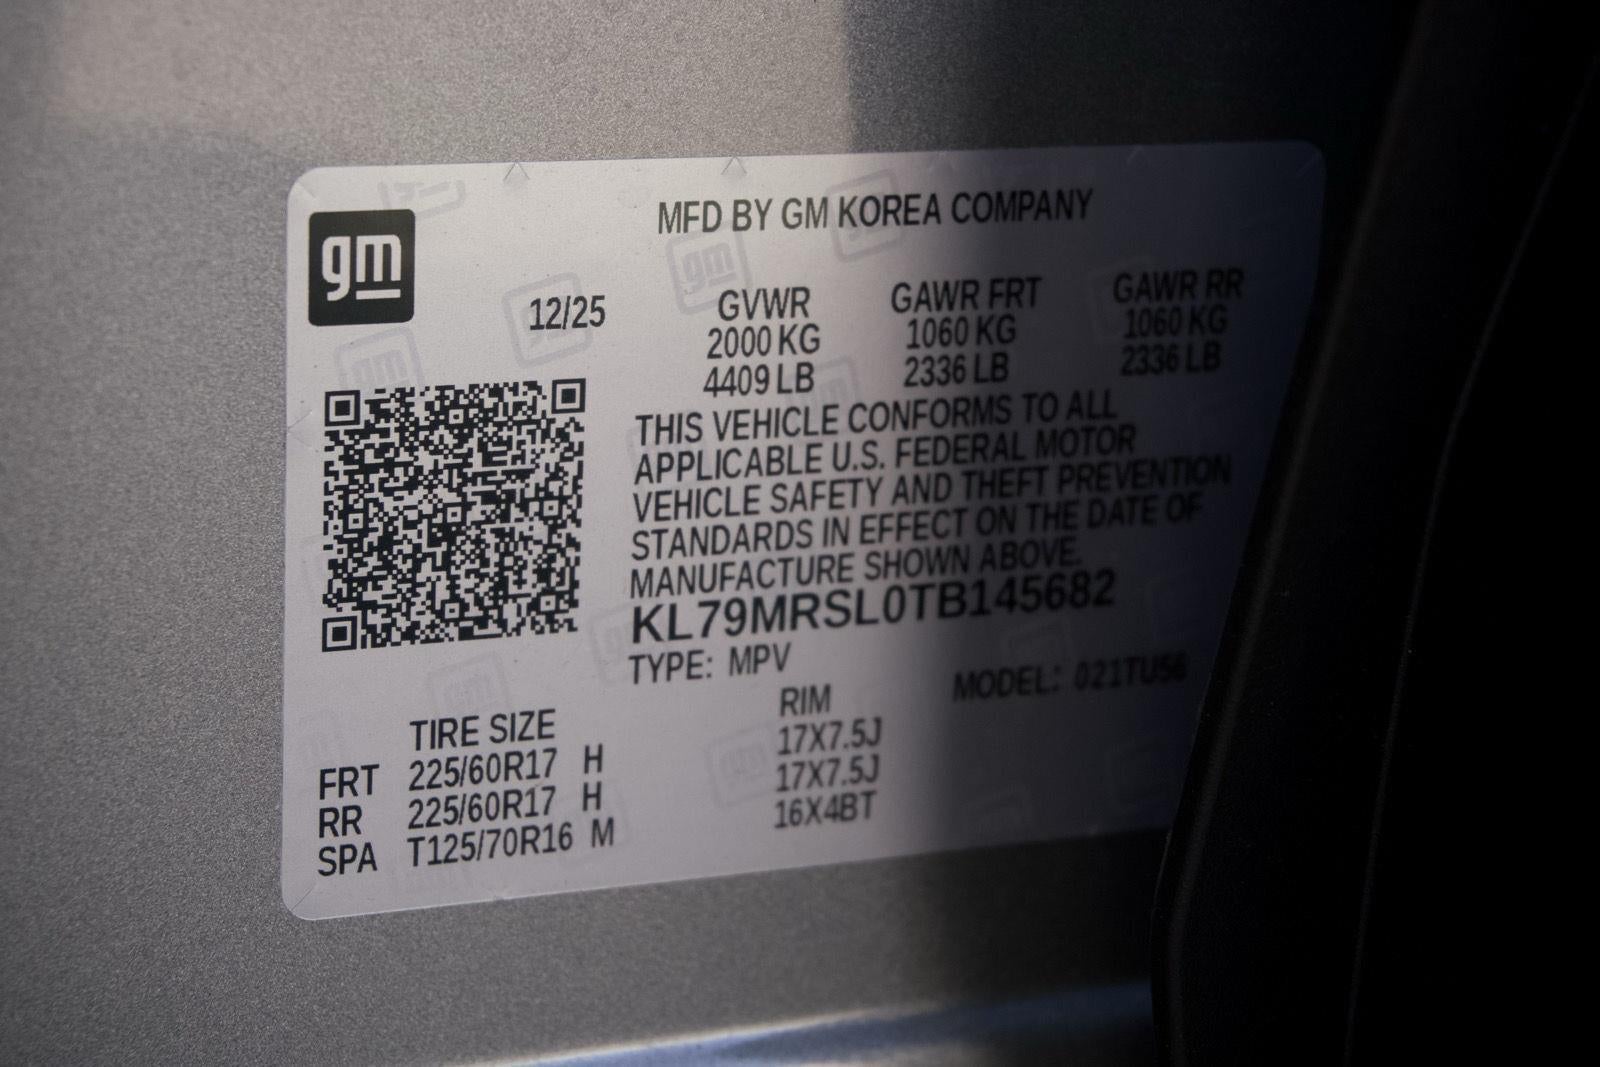 gm
MFD BY GM KOREA COMPANY
12/25 GVWR GAWR FRT GAWR RR
2000 KG 1060 KG 1060 KG
4409 LB 2336 LB 2336 LB
THIS VEHICLE CONFORMS TO ALL
APPLICABLE U.S. FEDERAL MOTOR
VEHICLE SAFETY AND THEFT PREVENTION
STANDARDS IN EFFECT ON THE DATE OF
MANUFACTURE SHOWN ABOVE.
KL79MRSL0TB145682
TYPE: MPV MODEL: 021TU56
TIRE SIZE RIM
FRT 225/60R17 H 17X7.5J
RR 225/60R17 H 17X7.5J
SPA T125/70R16 M 16X4BT